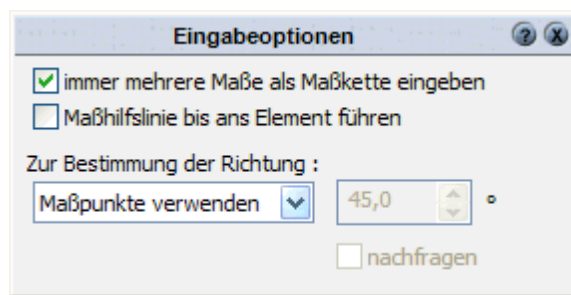 Eingabeoptionen
immer mehrere Maße als Maßkette eingeben
Maßhilfslinie bis ans Element führen
Zur Bestimmung der Richtung :
Maßpunkte verwenden 45,0 °
nachfragen